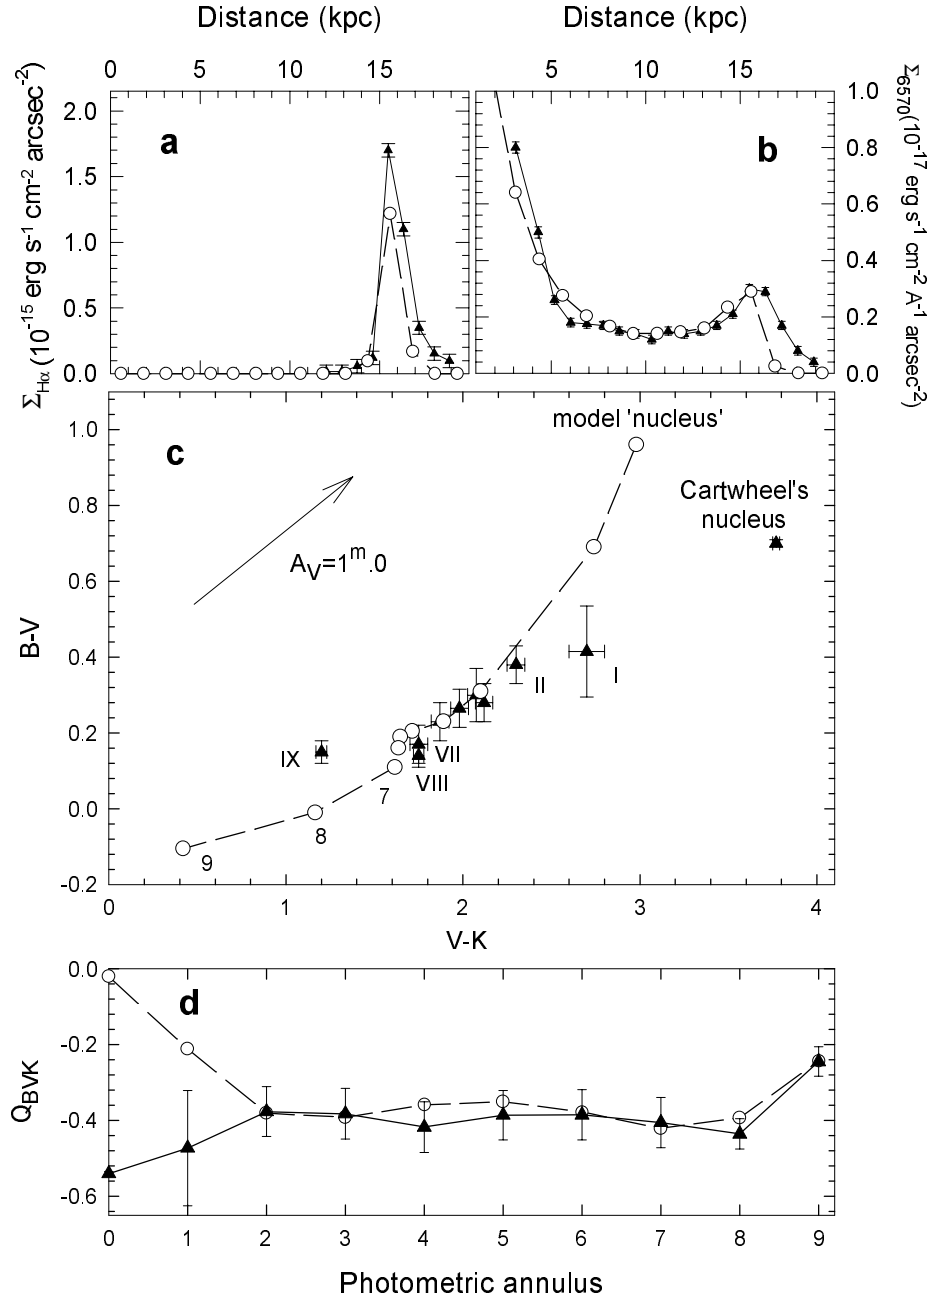 Distance (kpc)
Distance (kpc)
0 5 10 15
5 10 15
Σ_Hα (10^-15 erg s^-1 cm^-2 arcsec^-2)
2.0
1.5
1.0
0.5
0.0
a
b
1.0
0.8
0.6
0.4
0.2
0.0
Σ_6570(10^-17 erg s^-1 cm^-2 A^-1 arcsec^-2)
c
model 'nucleus'
Cartwheel's
nucleus
A_V=1^m.0
I
II
IX
VII
VIII
7
8
9
B-V
1.0
0.8
0.6
0.4
0.2
0.0
-0.2
0 1 2 3 4
V-K
d
Q_BVK
0.0
-0.2
-0.4
-0.6
0 1 2 3 4 5 6 7 8 9
Photometric annulus